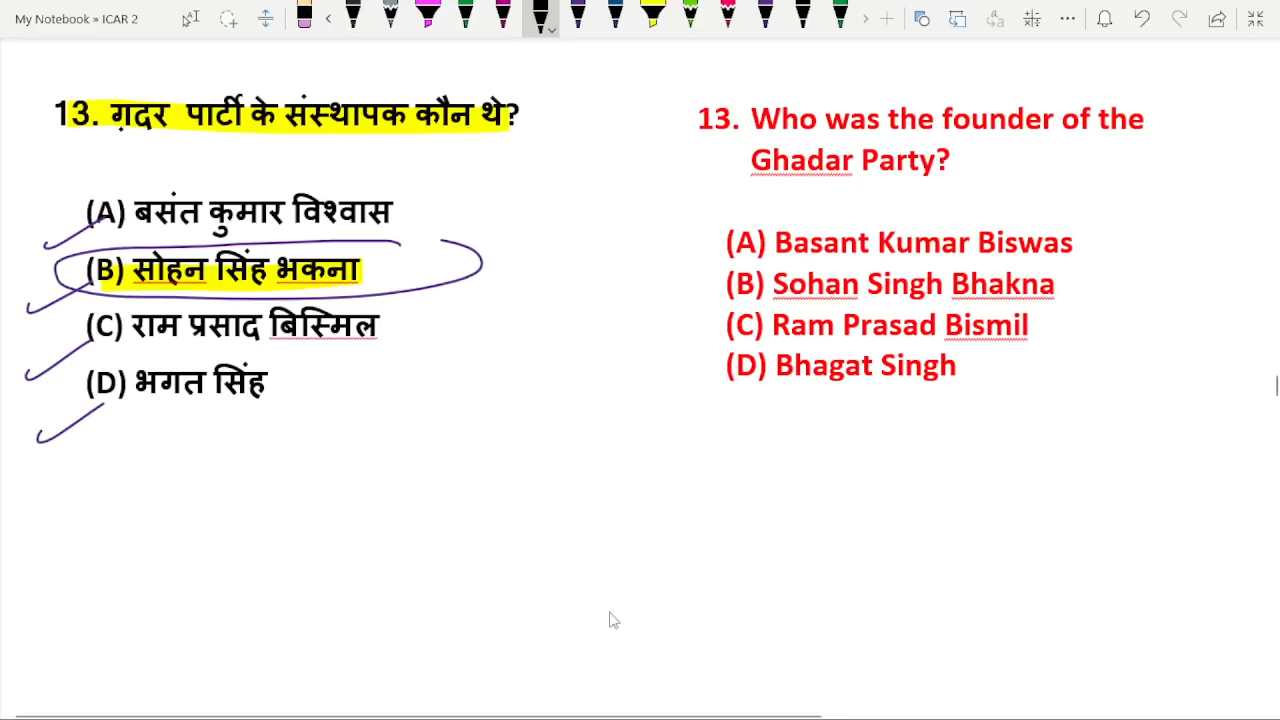 My Notebook » ICAR 2
13. ग़दर पार्टी के संस्थापक कौन थे?
(A) बसंत कुमार विश्वास
(B) सोहन सिंह भकना
(C) राम प्रसाद बिस्मिल
(D) भगत सिंह
13. Who was the founder of the
Ghadar Party?
(A) Basant Kumar Biswas
(B) Sohan Singh Bhakna
(C) Ram Prasad Bismil
(D) Bhagat Singh